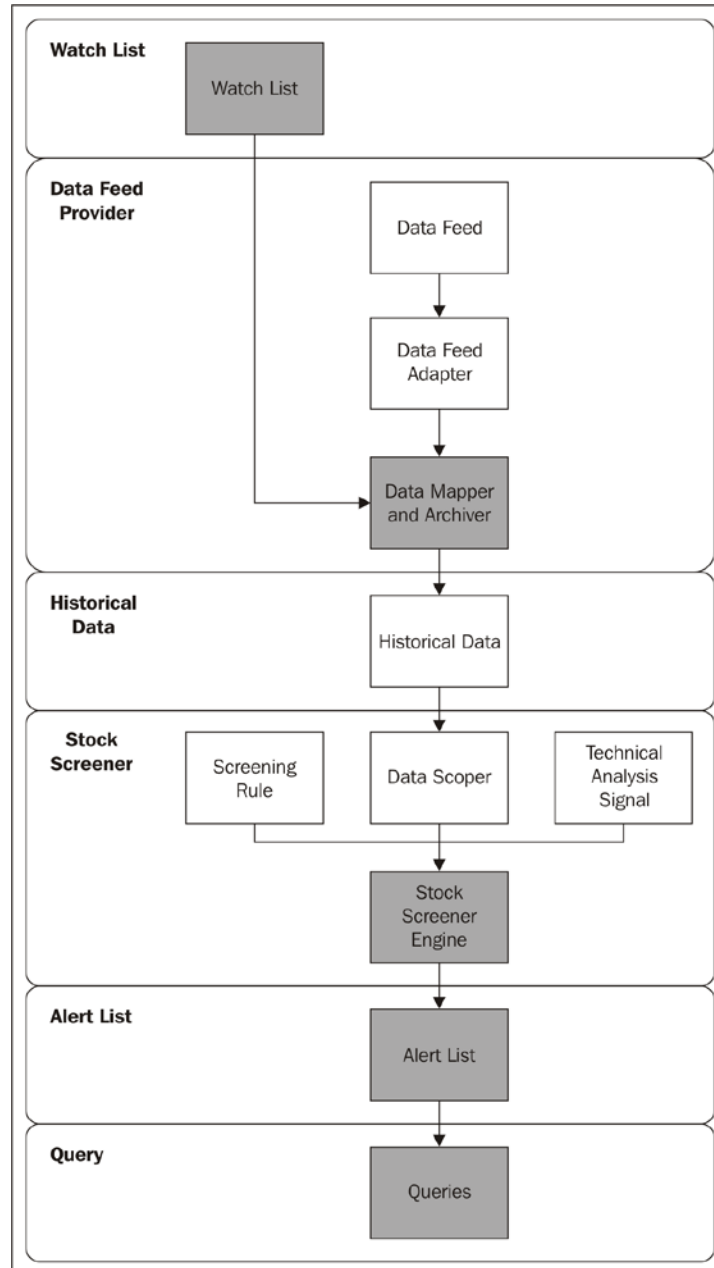 Watch List
Watch List
Data Feed
Provider
Data Feed
Data Feed
Adapter
Data Mapper
and Archiver
Historical
Data
Historical Data
Stock
Screener
Screening
Rule
Data Scoper
Technical
Analysis
Signal
Stock
Screener
Engine
Alert List
Alert List
Query
Queries